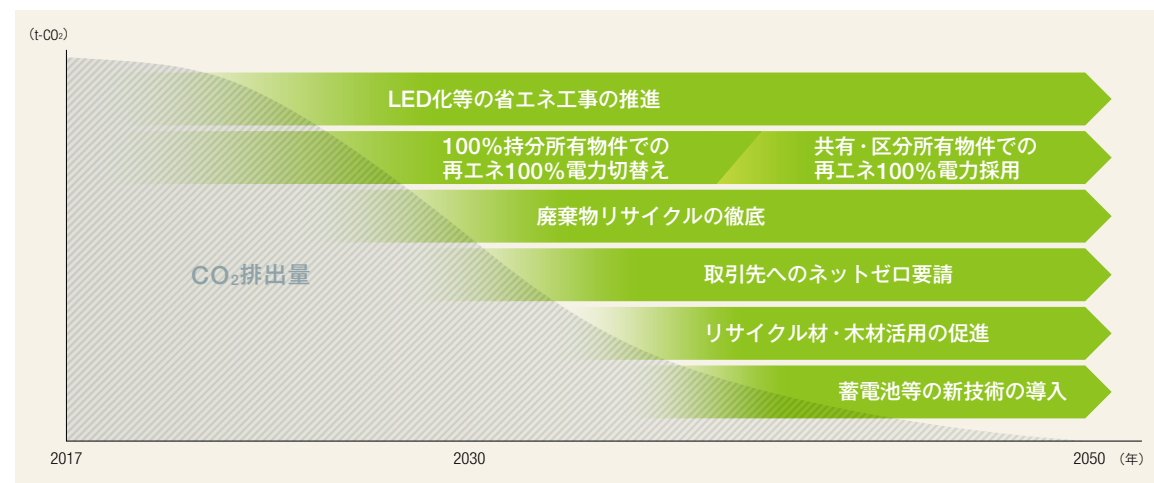 (t-CO₂)
LED化等の省エネ工事の推進
100%持分所有物件での
再エネ100%電力切替え
共有・区分所有物件での
再エネ100%電力採用
廃棄物リサイクルの徹底
CO₂排出量
取引先へのネットゼロ要請
リサイクル材・木材活用の促進
蓄電池等の新技術の導入
2017
2030
2050 (年)